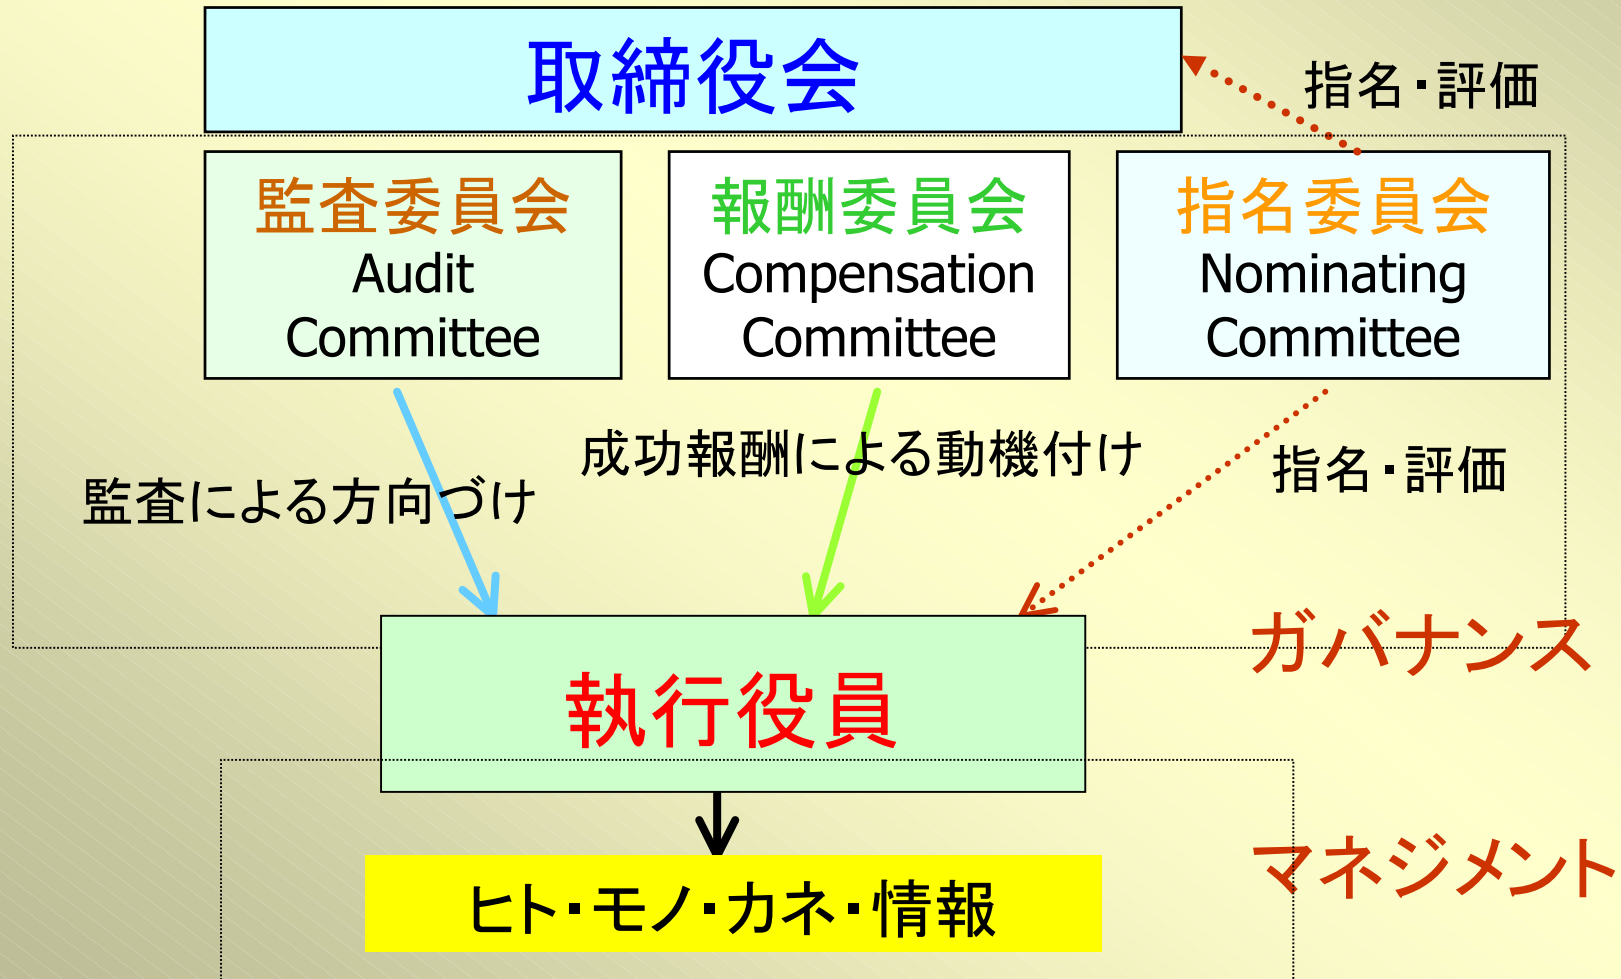 取締役会
指名・評価
監査委員会
Audit
Committee
報酬委員会
Compensation
Committee
指名委員会
Nominating
Committee
成功報酬による動機付け
指名・評価
監査による方向づけ
ガバナンス
執行役員
マネジメント
ヒト・モノ・カネ・情報